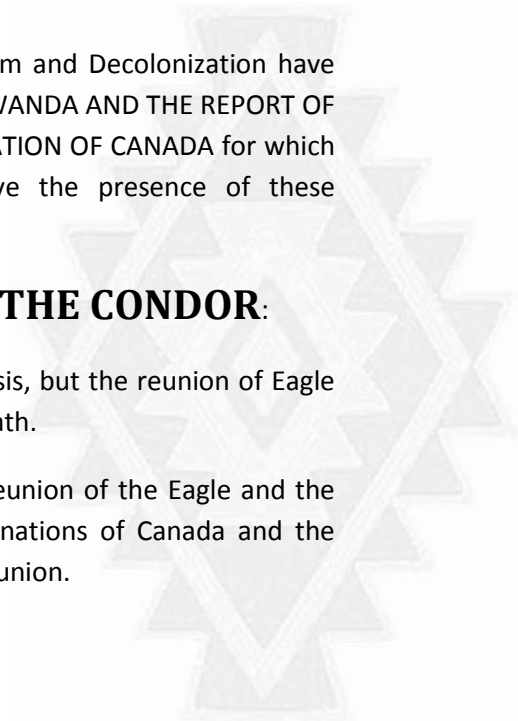 m and Decolonization have
WANDA AND THE REPORT OF
ATION OF CANADA for which
ve the presence of these
THE CONDOR:
sis, but the reunion of Eagle
ath.
eunion of the Eagle and the
nations of Canada and the
union.